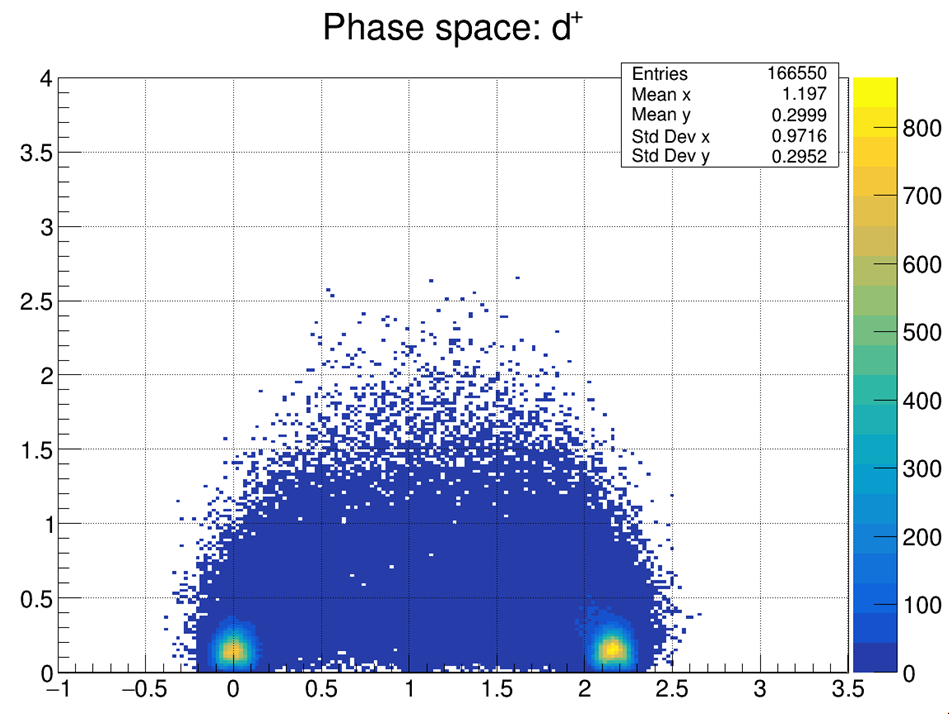 Phase space: d+
Entries 166550
Mean x 1.197
Mean y 0.2999
Std Dev x 0.9716
Std Dev y 0.2952
4
3.5
3
2.5
2
1.5
1
0.5
0
−1 −0.5 0 0.5 1 1.5 2 2.5 3 3.5
800
700
600
500
400
300
200
100
0